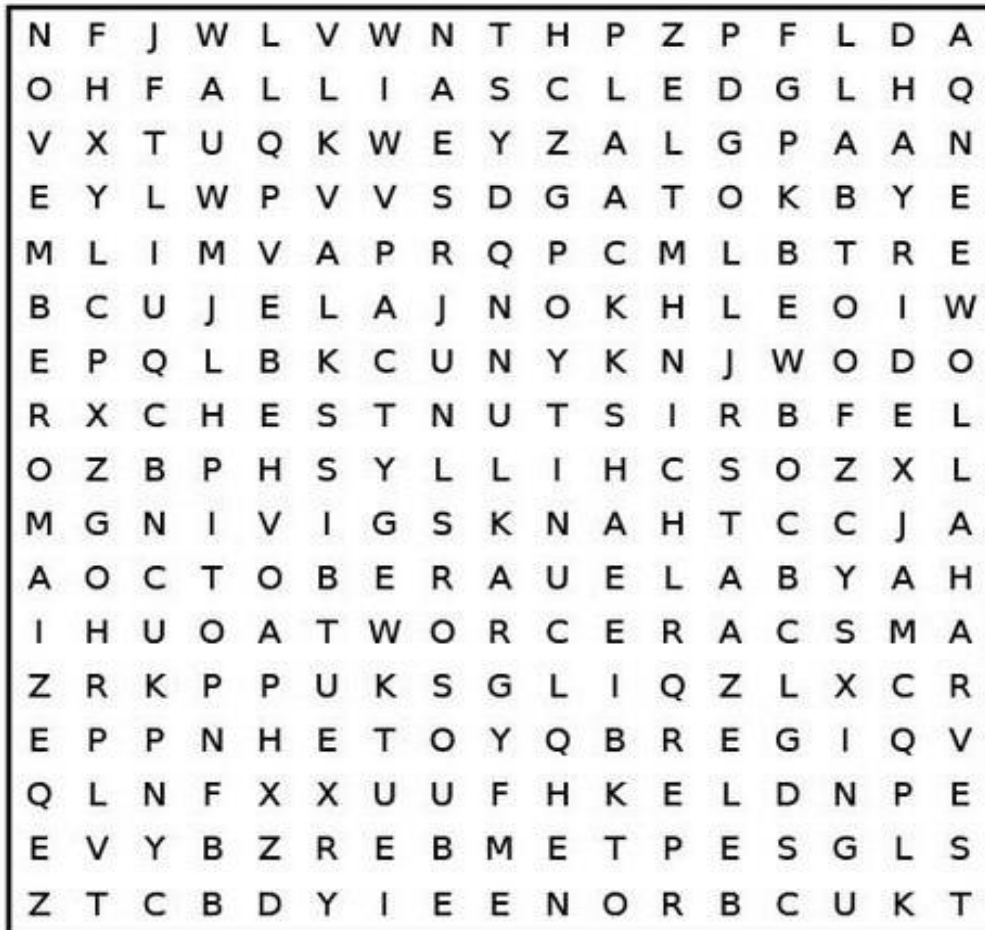 N F J W L V W N T H P Z P F L D A
O H F A L L I A S C L E D G L H Q
V X T U Q K W E Y Z A L G P A A N
E Y L W P V V S D G A T O K B Y E
M L I M V A P R Q P C M L B T R E
B C U J E L A J N O K H L E O I W
E P Q L B K C U N Y K N J W O D O
R X C H E S T N U T S I R B F E L
O Z B P H S Y L L I H C S O Z X L
M G N I V I G S K N A H T C C J A
A O C T O B E R A U E L A B Y A H
I H U O A T W O R C E R A C S M A
Z R K P P U K S G L I Q Z L X C R
E P P N H E T O Y Q B R E G I Q V
Q L N F X X U U F H K E L D N P E
E V Y B Z R E B M E T P E S G L S
Z T C B D Y I E E N O R B C U K T